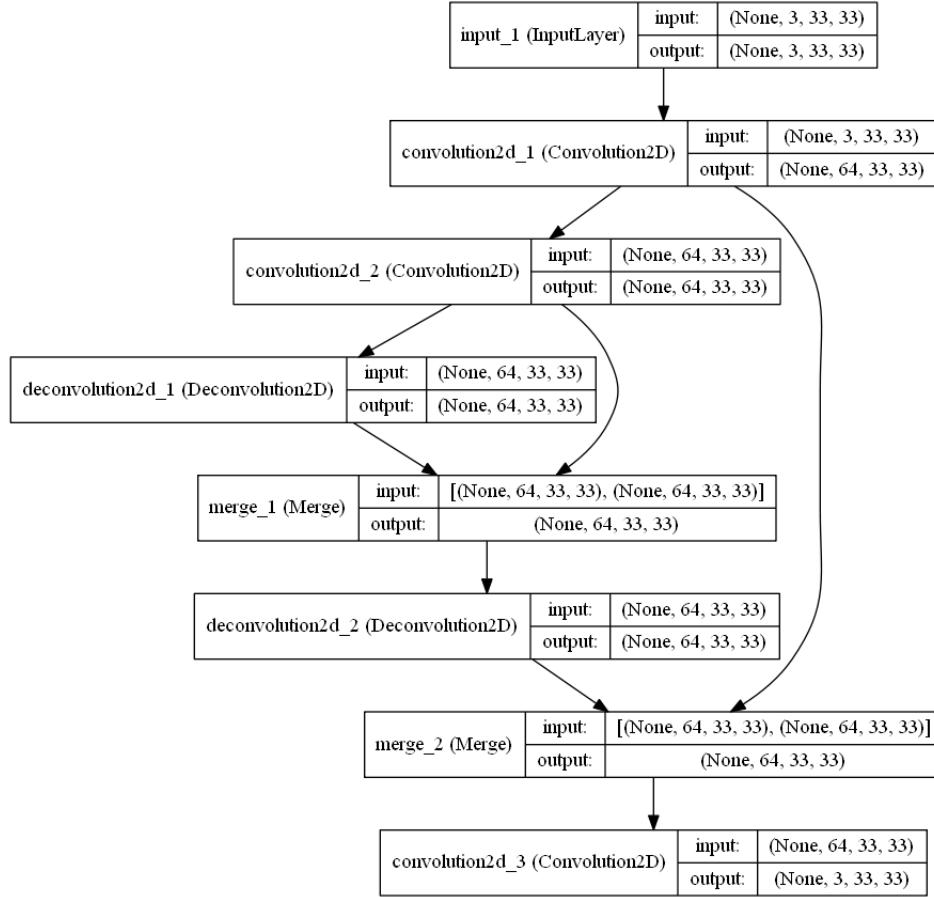 input_1 (InputLayer)
input:
(None, 3, 33, 33)
output:
(None, 3, 33, 33)
convolution2d_1 (Convolution2D)
input:
(None, 3, 33, 33)
output:
(None, 64, 33, 33)
convolution2d_2 (Convolution2D)
input:
(None, 64, 33, 33)
output:
(None, 64, 33, 33)
deconvolution2d_1 (Deconvolution2D)
input:
(None, 64, 33, 33)
output:
(None, 64, 33, 33)
merge_1 (Merge)
input:
[(None, 64, 33, 33), (None, 64, 33, 33)]
output:
(None, 64, 33, 33)
deconvolution2d_2 (Deconvolution2D)
input:
(None, 64, 33, 33)
output:
(None, 64, 33, 33)
merge_2 (Merge)
input:
[(None, 64, 33, 33), (None, 64, 33, 33)]
output:
(None, 64, 33, 33)
convolution2d_3 (Convolution2D)
input:
(None, 64, 33, 33)
output:
(None, 3, 33, 33)